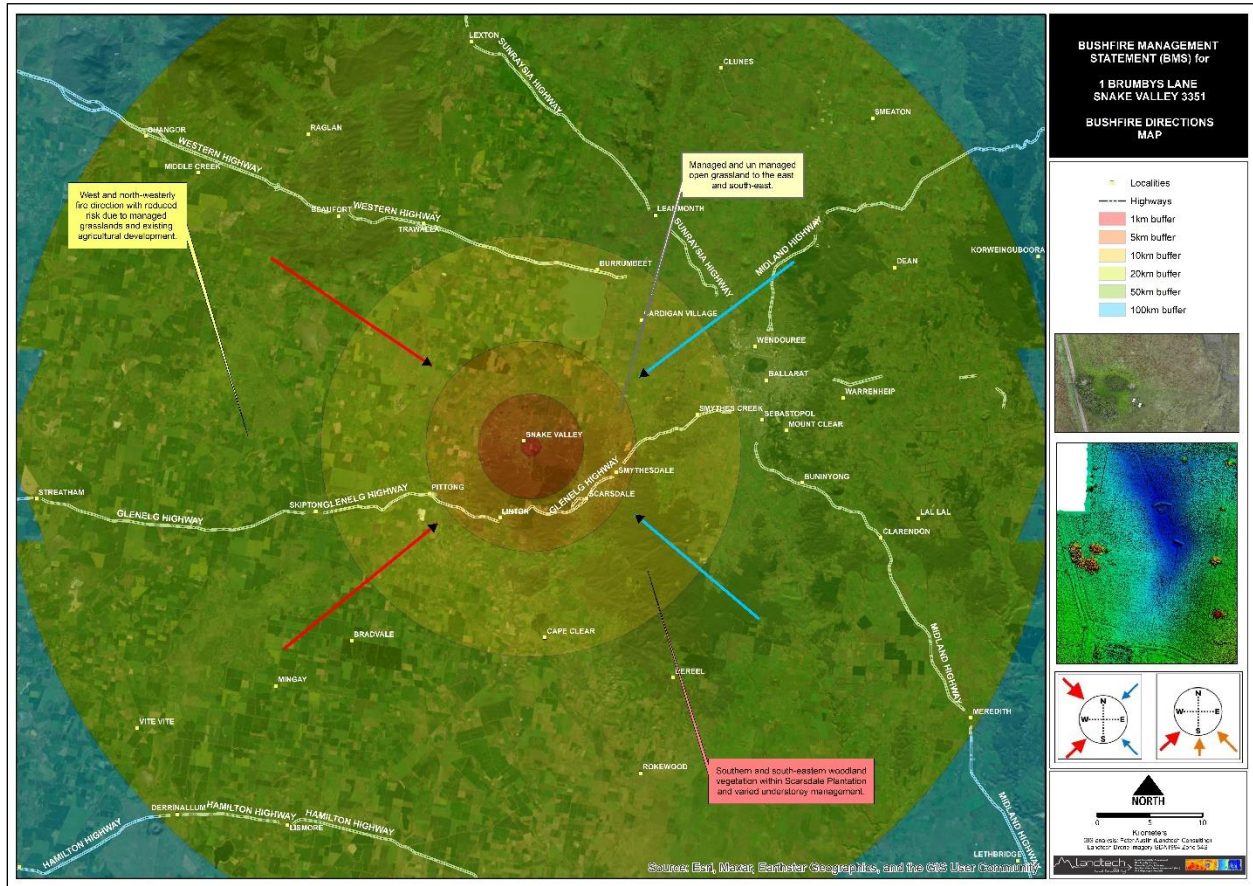 LEXTON
SUNRAYSIA HIGHWAY
CLUNES
SMEATON
RAGLAN
WESTERN HIGHWAY
MIDDLE CREEK
BEAUFORT
WESTERN HIGHWAY
TRAWALLA
LEARMONTH
SUNRAYSIA HIGHWAY
MIDLAND HIGHWAY
DEAN
KORWEINGUBOORA
BURRUMBEET
CARDIGAN VILLAGE
WENDOUREE
BALLARAT
WARRENHEIP
SMYTHES CREEK
SEBASTOPOL
MOUNT CLEAR
SNAKE VALLEY
GLENELG HIGHWAY
SMYTHESDALE
BUNINYONG
STREATHAM
GLENELG HIGHWAY
SKIPTON
GLENELG HIGHWAY
PITTONG
LINTON
SCARSDALE
LAL LAL
CLARENDON
MIDLAND HIGHWAY
CAPE CLEAR
BRADVALE
MINGAY
VITE VITE
MEREDITH
ROKEWOOD
DERRINALLUM
HAMILTON HIGHWAY
HAMILTON HIGHWAY
LISMORE
HAMILTON HIGHWAY
MIDLAND HIGHWAY
LETHBRIDGE
West and north-westerly
fire direction with reduced
risk due to managed
grasslands and existing
agricultural development.
Managed and un managed
open grassland to the east
and south-east.
Southern and south-eastern woodland
vegetation within Scarsdale Plantation
and varied understorey management.
Source: Esri, Maxar, Earthstar Geographics, and the GIS User Community
BUSHFIRE MANAGEMENT
STATEMENT (BMS) for
1 BRUMBYS LANE
SNAKE VALLEY 3351
BUSHFIRE DIRECTIONS
MAP
Localities
Highways
1km buffer
5km buffer
10km buffer
20km buffer
50km buffer
100km buffer
N
W E
S
N
W E
S
NORTH
0 5 10
Kilometers
GIS analysis: Peter Austin (Landtech Consulting)
Landtech